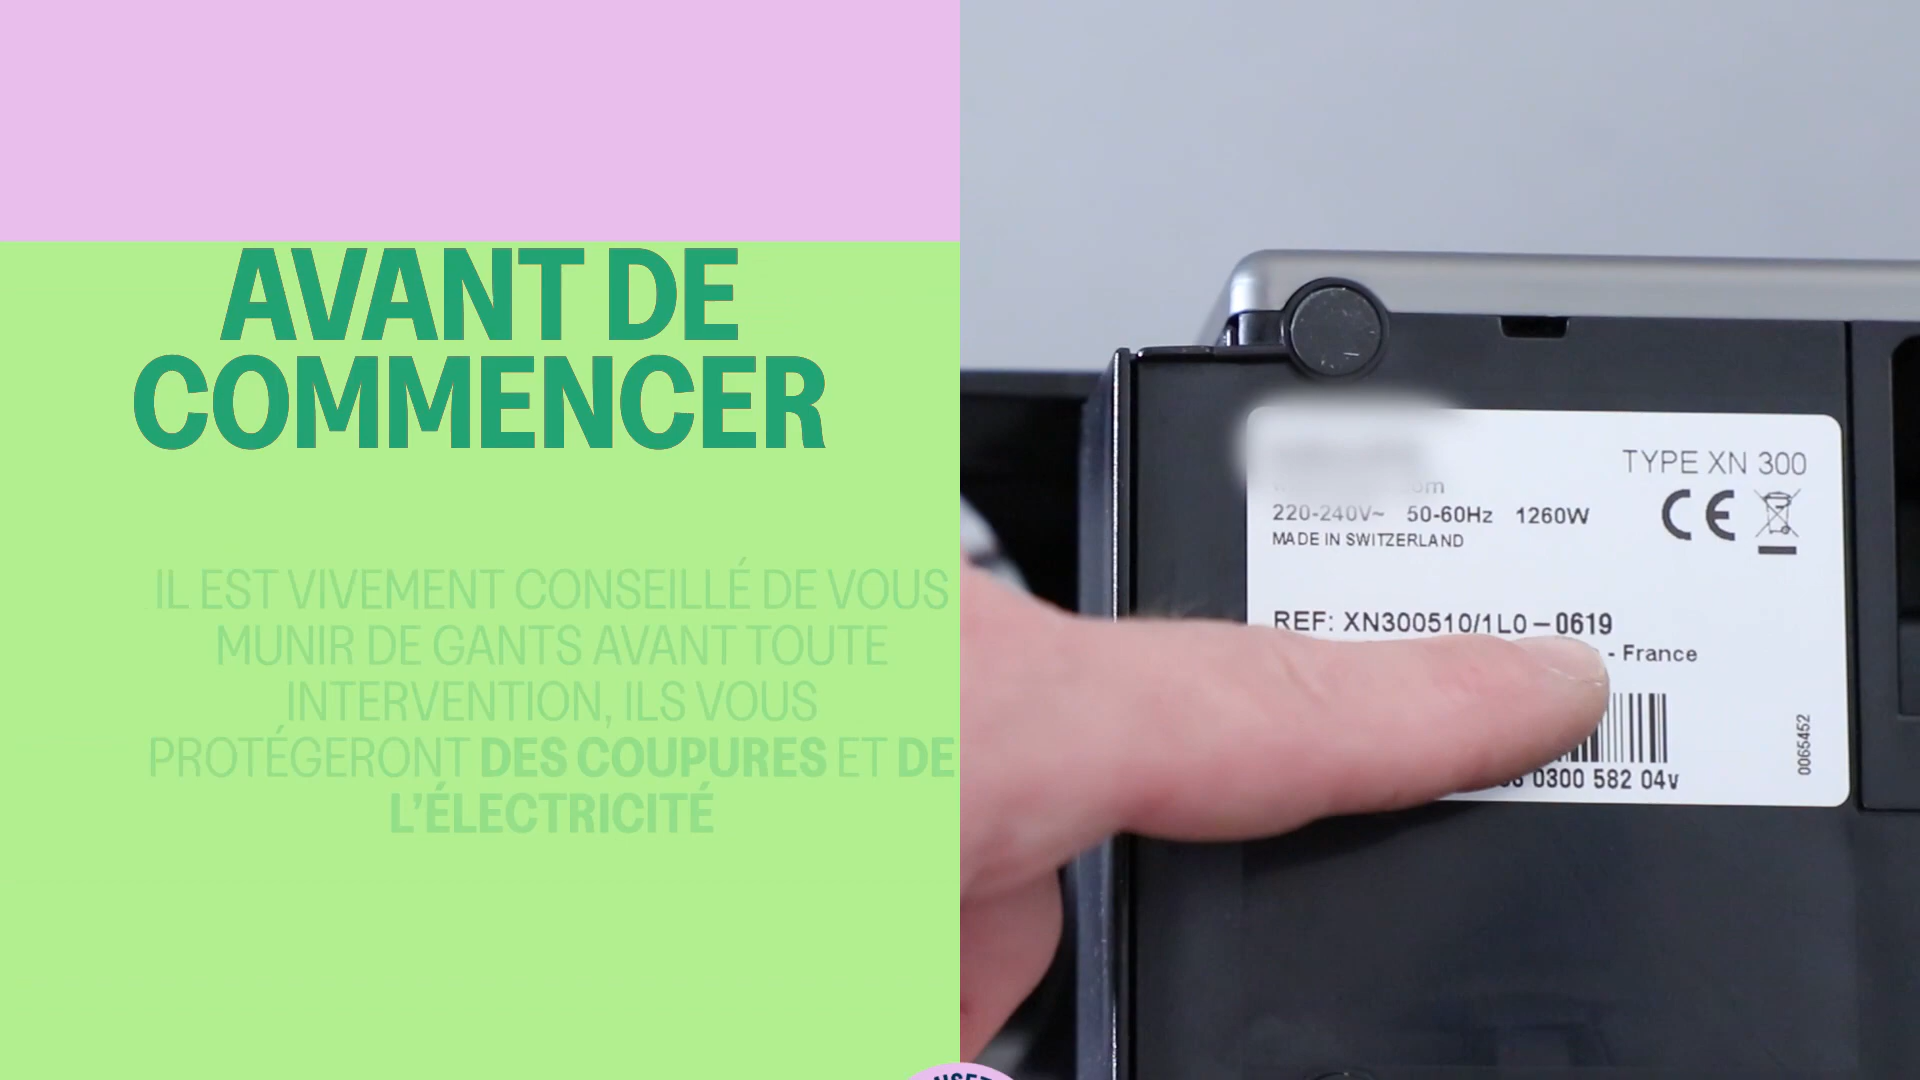 AVANT DE
COMMENCER
IL EST VIVEMENT CONSEILLÉ DE VOUS
MUNIR DE GANTS AVANT TOUTE
INTERVENTION, ILS VOUS
PROTÉGERONT DES COUPURES ET DE
L'ÉLECTRICITÉ
TYPE XN 300
220-240V~ 50-60Hz 1260W
MADE IN SWITZERLAND
CE
REF: XN300510/1L0-0619
- France
0300 582 04v
0065452